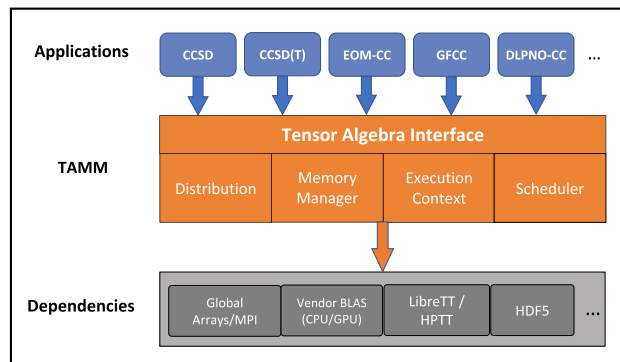 Applications
CCSD
CCSD(T)
EOM-CC
GFCC
DLPNO-CC
...
Tensor Algebra Interface
TAMM
Distribution
Memory
Manager
Execution
Context
Scheduler
Dependencies
Global
Arrays/MPI
Vendor BLAS
(CPU/GPU)
LibreTT /
HPTT
HDF5
...